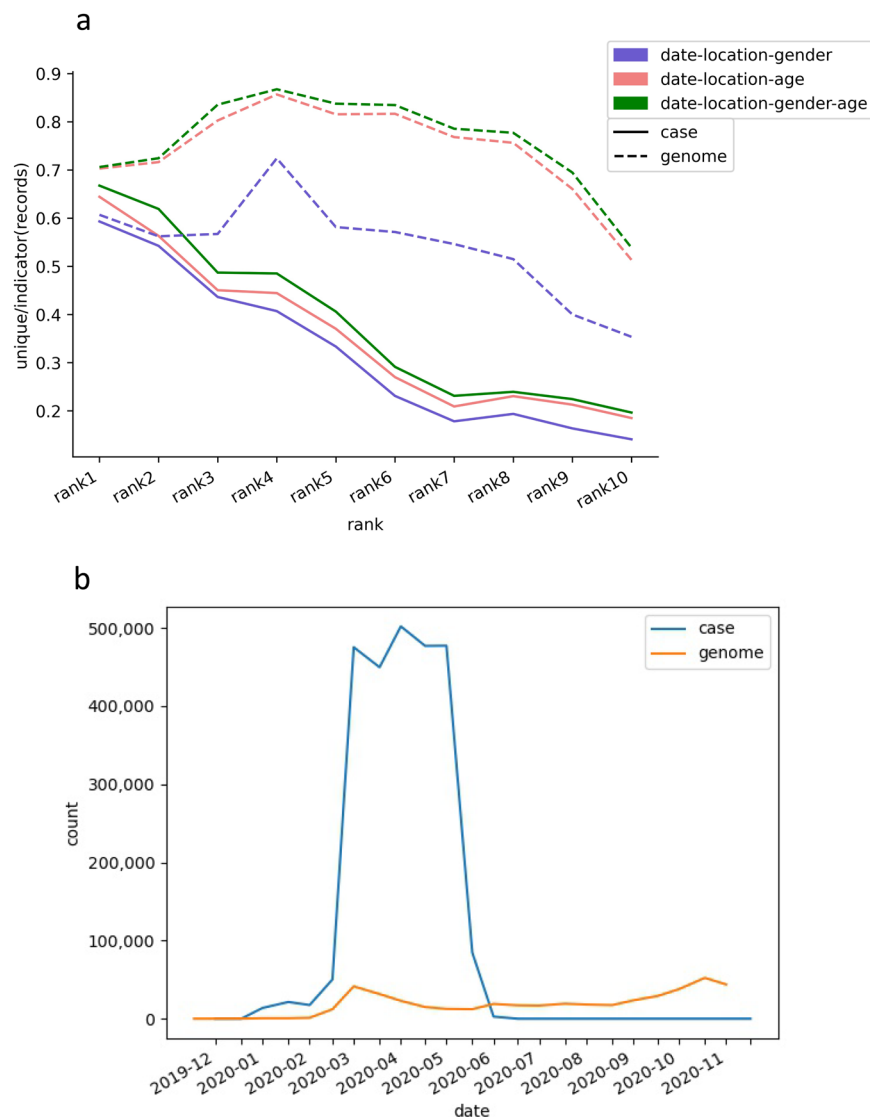 a
date-location-gender
date-location-age
date-location-gender-age
case
genome
0.9
0.8
0.7
0.6
0.5
0.4
0.3
0.2
unique/indicator(records)
rank1
rank2
rank3
rank4
rank5
rank6
rank7
rank8
rank9
rank10
rank
b
case
genome
500,000
400,000
300,000
200,000
100,000
0
count
2019-12
2020-01
2020-02
2020-03
2020-04
2020-05
2020-06
2020-07
2020-08
2020-09
2020-10
2020-11
date